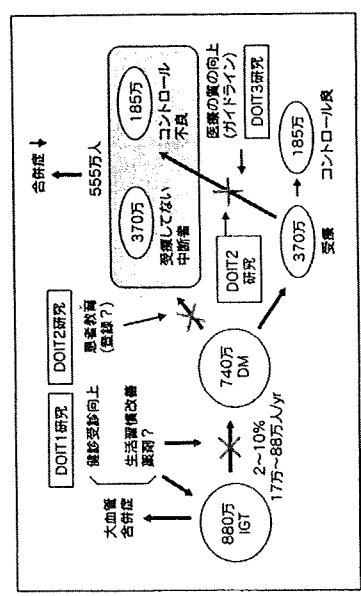 DOIT1研究
健診受診向上
生活習慣改善
薬剤?
大血管
合併症
880万
IGT
2~10%
17万~88万人/yr
740万
DM
DOIT2研究
患者教育
(登録?)
合併症↓
555万人
370万
受療してない
中断者
185万
コントロール
不良
DOIT2
研究
医療の質の向上
(ガイドライン)
DOIT3研究
370万
受療
185万
コントロール良